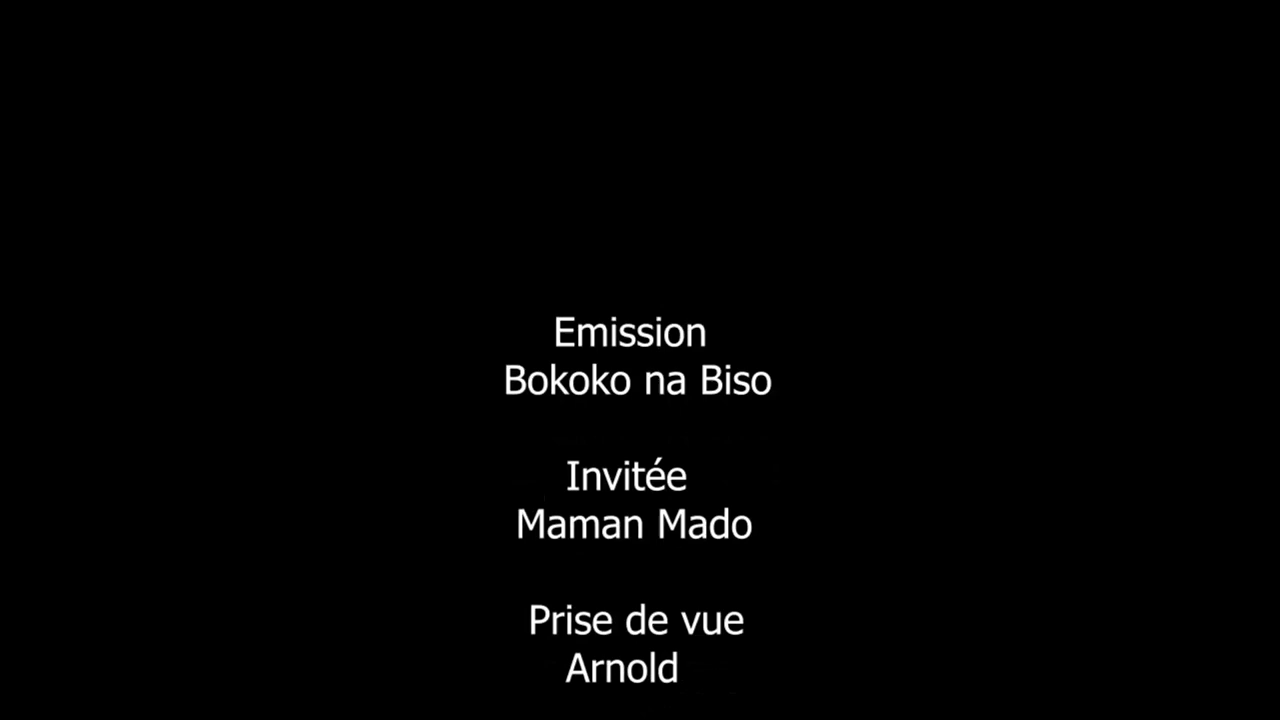 Emission
Bokoko na Biso
Invitée
Maman Mado
Prise de vue
Arnold